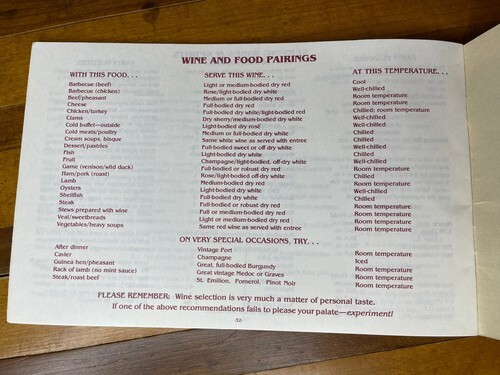 WINE AND FOOD PAIRINGS
WITH THIS FOOD. . . SERVE THIS WINE. . . AT THIS TEMPERATURE. . .
Barbecue (beef) Light or medium-bodied dry red Cool
Barbecue (chicken) Rose/light-bodied dry white Well-chilled
Beef/pheasant Medium or full-bodied dry red Room temperature
Cheese Full-bodied dry red Room temperature
Chicken/turkey Full-bodied dry white/light-bodied red Chilled; room temperature
Clams Dry sherry/medium-bodied dry white Well-chilled
Cold buffet—outside Light-bodied dry rosé Well-chilled
Cold meats/poultry Medium or full-bodied dry white Chilled
Cream soups, bisque Same white wine as served with entree Chilled
Dessert/pastries Full-bodied sweet or off dry white Well-chilled
Fish Light-bodied dry white Chilled
Fruit Champagne/light-bodied, off-dry white Well-chilled
Game (venison/wild duck) Full-bodied or robust dry red Room temperature
Ham/pork (roast) Rose/light-bodied off-dry white Chilled
Lamb Medium-bodied dry red Room temperature
Oysters Light-bodied dry white Well-chilled
Shellfish Full-bodied dry white Chilled
Steak Full-bodied or robust dry red Room temperature
Stews prepared with wine Full or medium-bodied dry red Room temperature
Veal/sweetbreads Light or medium-bodied dry red Room temperature
Vegetables/heavy soups Same red wine as served with entree Room temperature
ON VERY SPECIAL OCCASIONS, TRY. . .
After dinner Vintage Port Room temperature
Cavier Champagne Iced
Guinea hen/pheasant Great, full-bodied Burgundy Room temperature
Rack of lamb (no mint sauce) Great vintage Medoc or Graves Room temperature
Steak/roast beef St. Emilion, Pomerol, Pinot Noir Room temperature
PLEASE REMEMBER: Wine selection is very much a matter of personal taste.
If one of the above recommendations fails to please your palate—experiment!
-32-